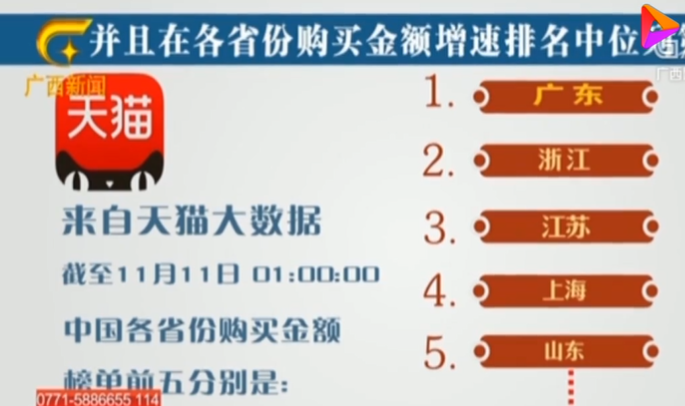 并且在各省份购买金额增速排名中位
广西新闻
天猫
来自天猫大数据
截至11月11日 01:00:00
中国各省份购买金额
榜单前五分别是:
1. 广东
2. 浙江
3. 江苏
4. 上海
5. 山东
0771-5886655 114